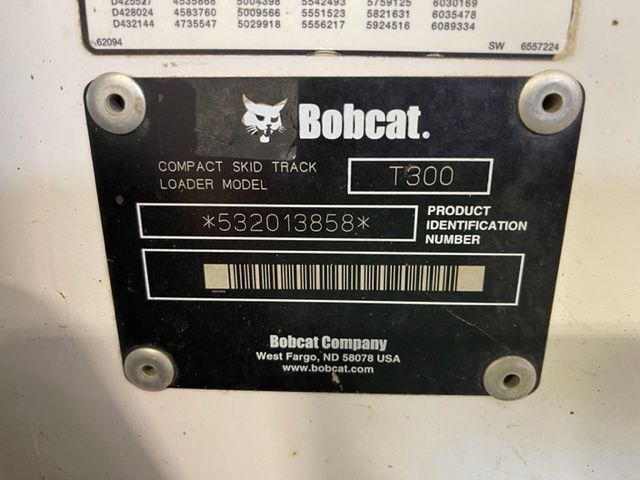 D425527 4535868 5004398 5542493 5759125 6030169
D428024 4583760 5009566 5551523 5821631 6035478
D432144 4735547 5029918 5556217 5924516 6089334
62094 SW 6557224
Bobcat.
COMPACT SKID TRACK
LOADER MODEL T300
*532013858*
PRODUCT
IDENTIFICATION
NUMBER
Bobcat Company
West Fargo, ND 58078 USA
www.bobcat.com